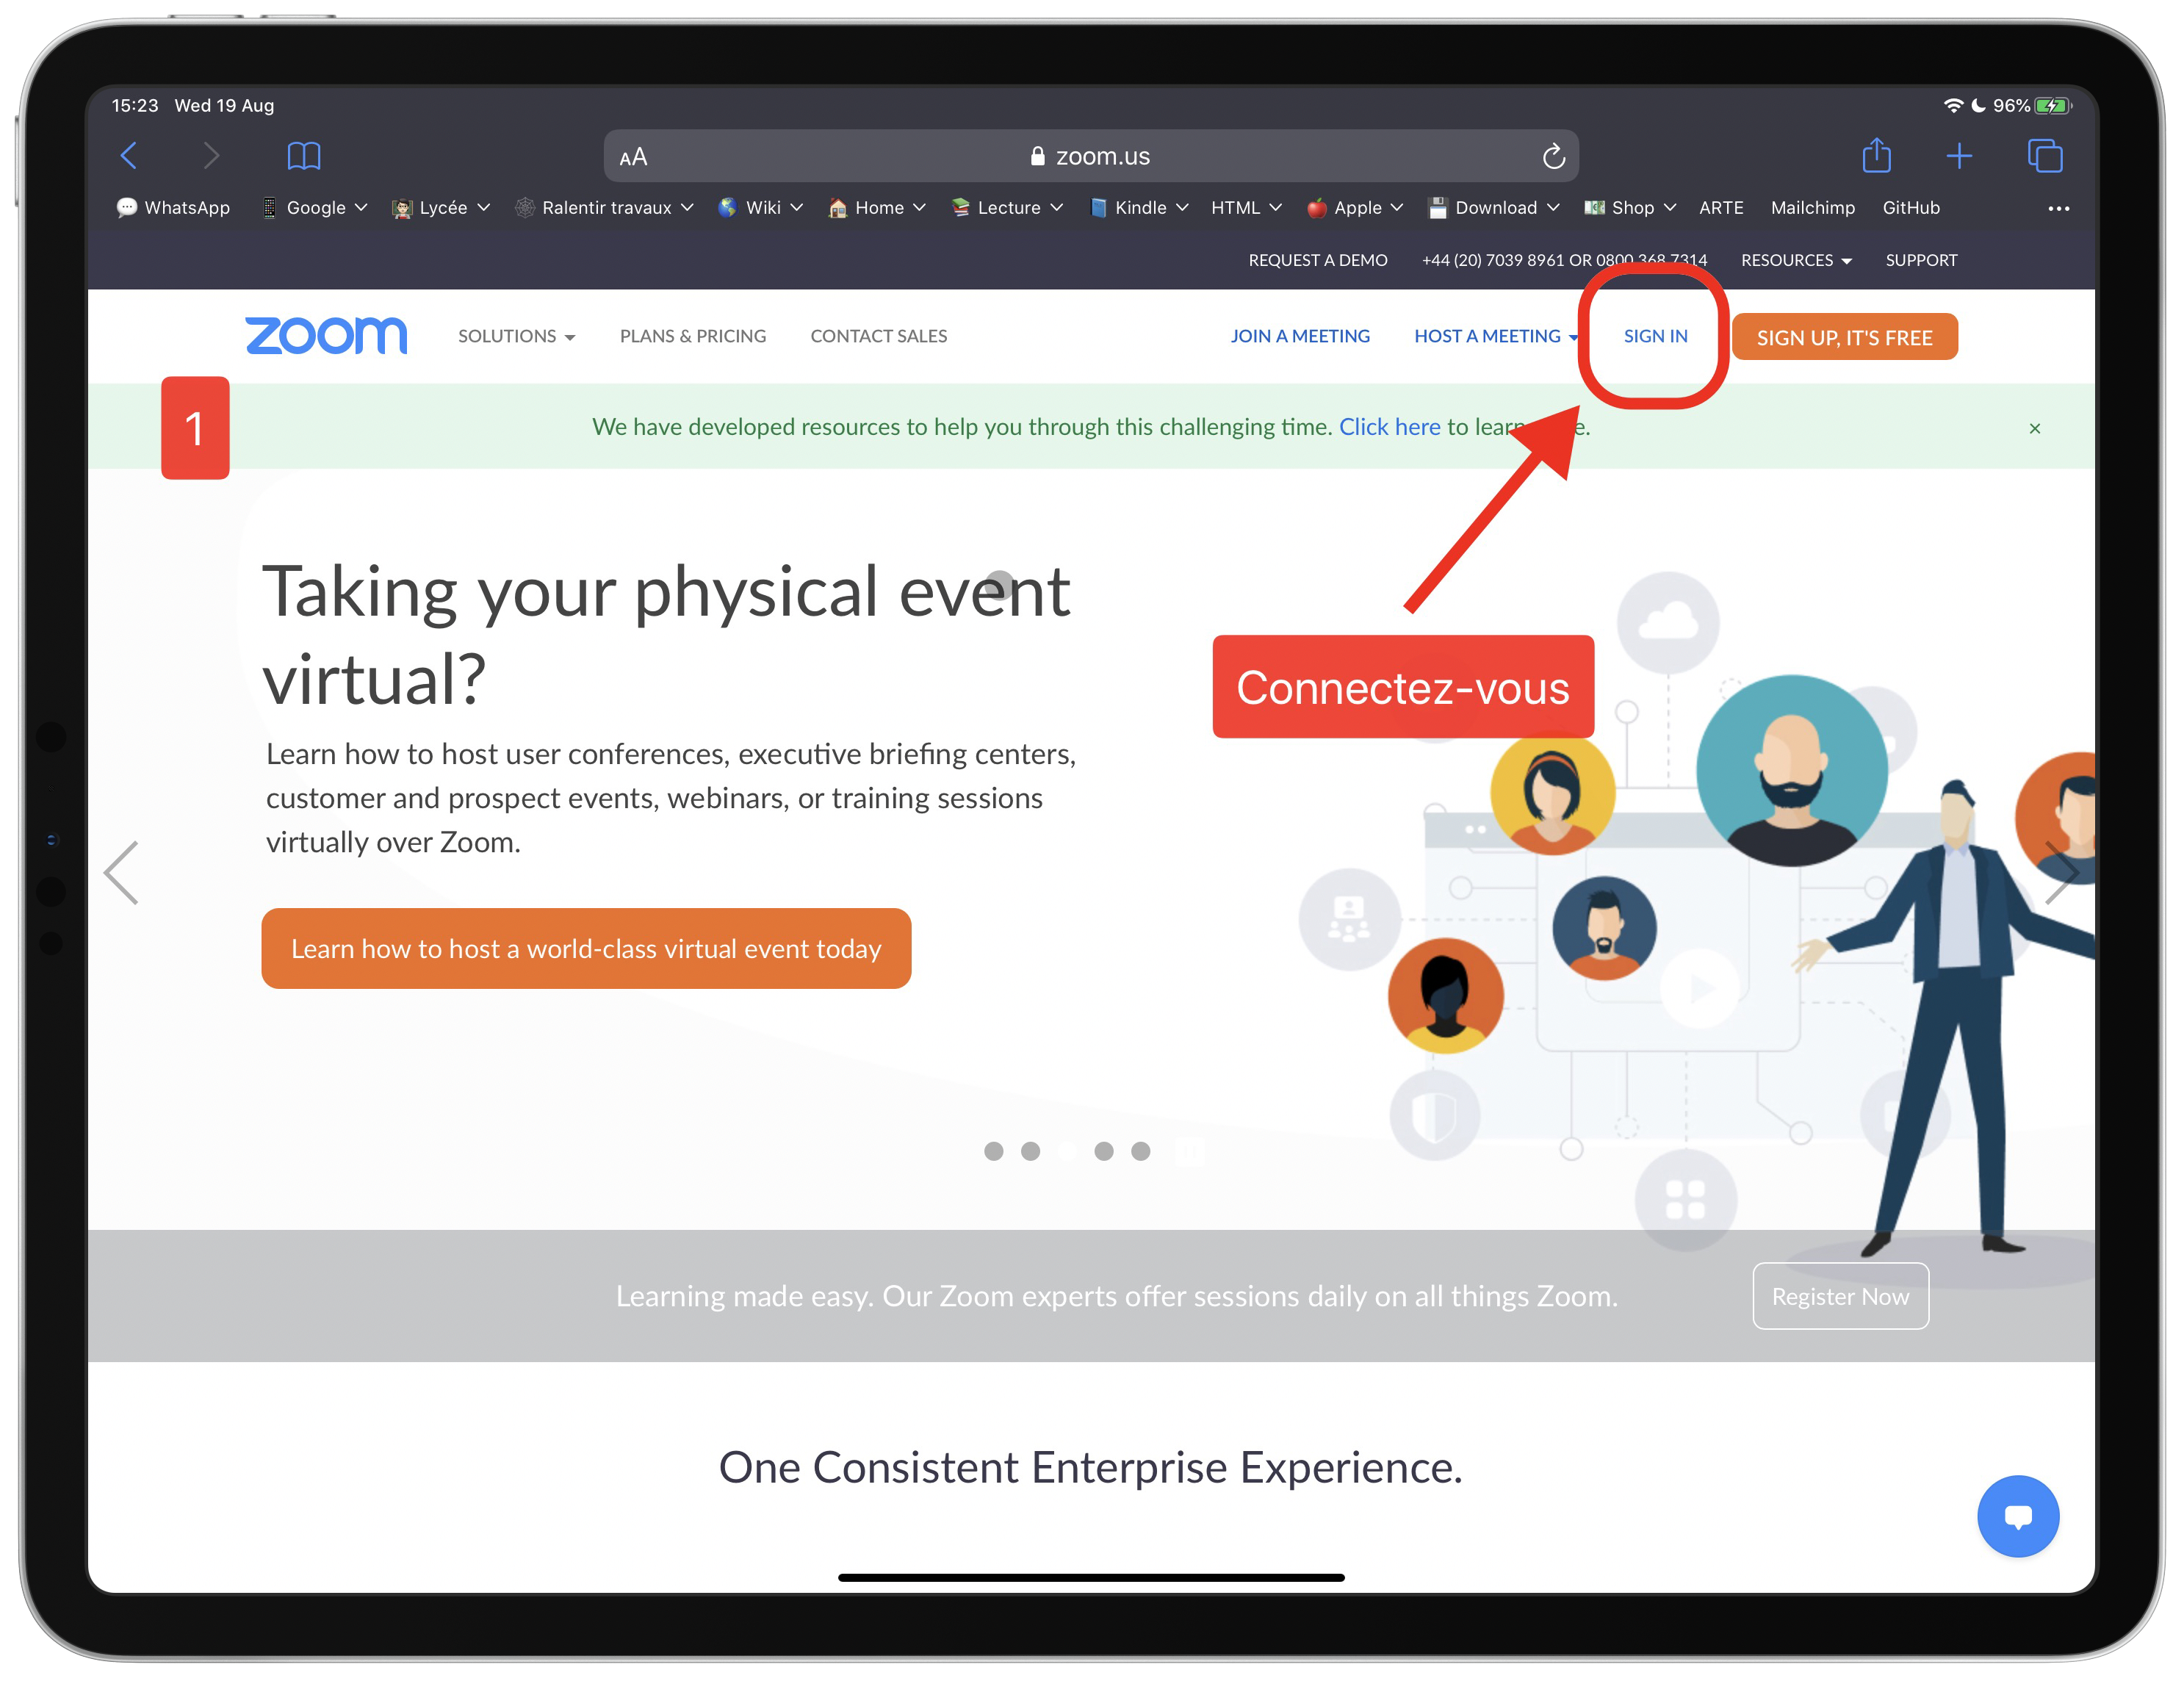 15:23 Wed 19 Aug 96%
AA zoom.us
WhatsApp Google Lycée Ralentir travaux Wiki Home Lecture Kindle HTML Apple Download Shop ARTE Mailchimp GitHub
REQUEST A DEMO +44 (20) 7039 8961 OR 0800 368 7314 RESOURCES SUPPORT
zoom SOLUTIONS PLANS & PRICING CONTACT SALES JOIN A MEETING HOST A MEETING SIGN IN SIGN UP, IT'S FREE
1
We have developed resources to help you through this challenging time. Click here to
Taking your physical event
virtual?
Connectez-vous
Learn how to host user conferences, executive briefing centers,
customer and prospect events, webinars, or training sessions
virtually over Zoom.
Learn how to host a world-class virtual event today
Learning made easy. Our Zoom experts offer sessions daily on all things Zoom.
Register Now
One Consistent Enterprise Experience.